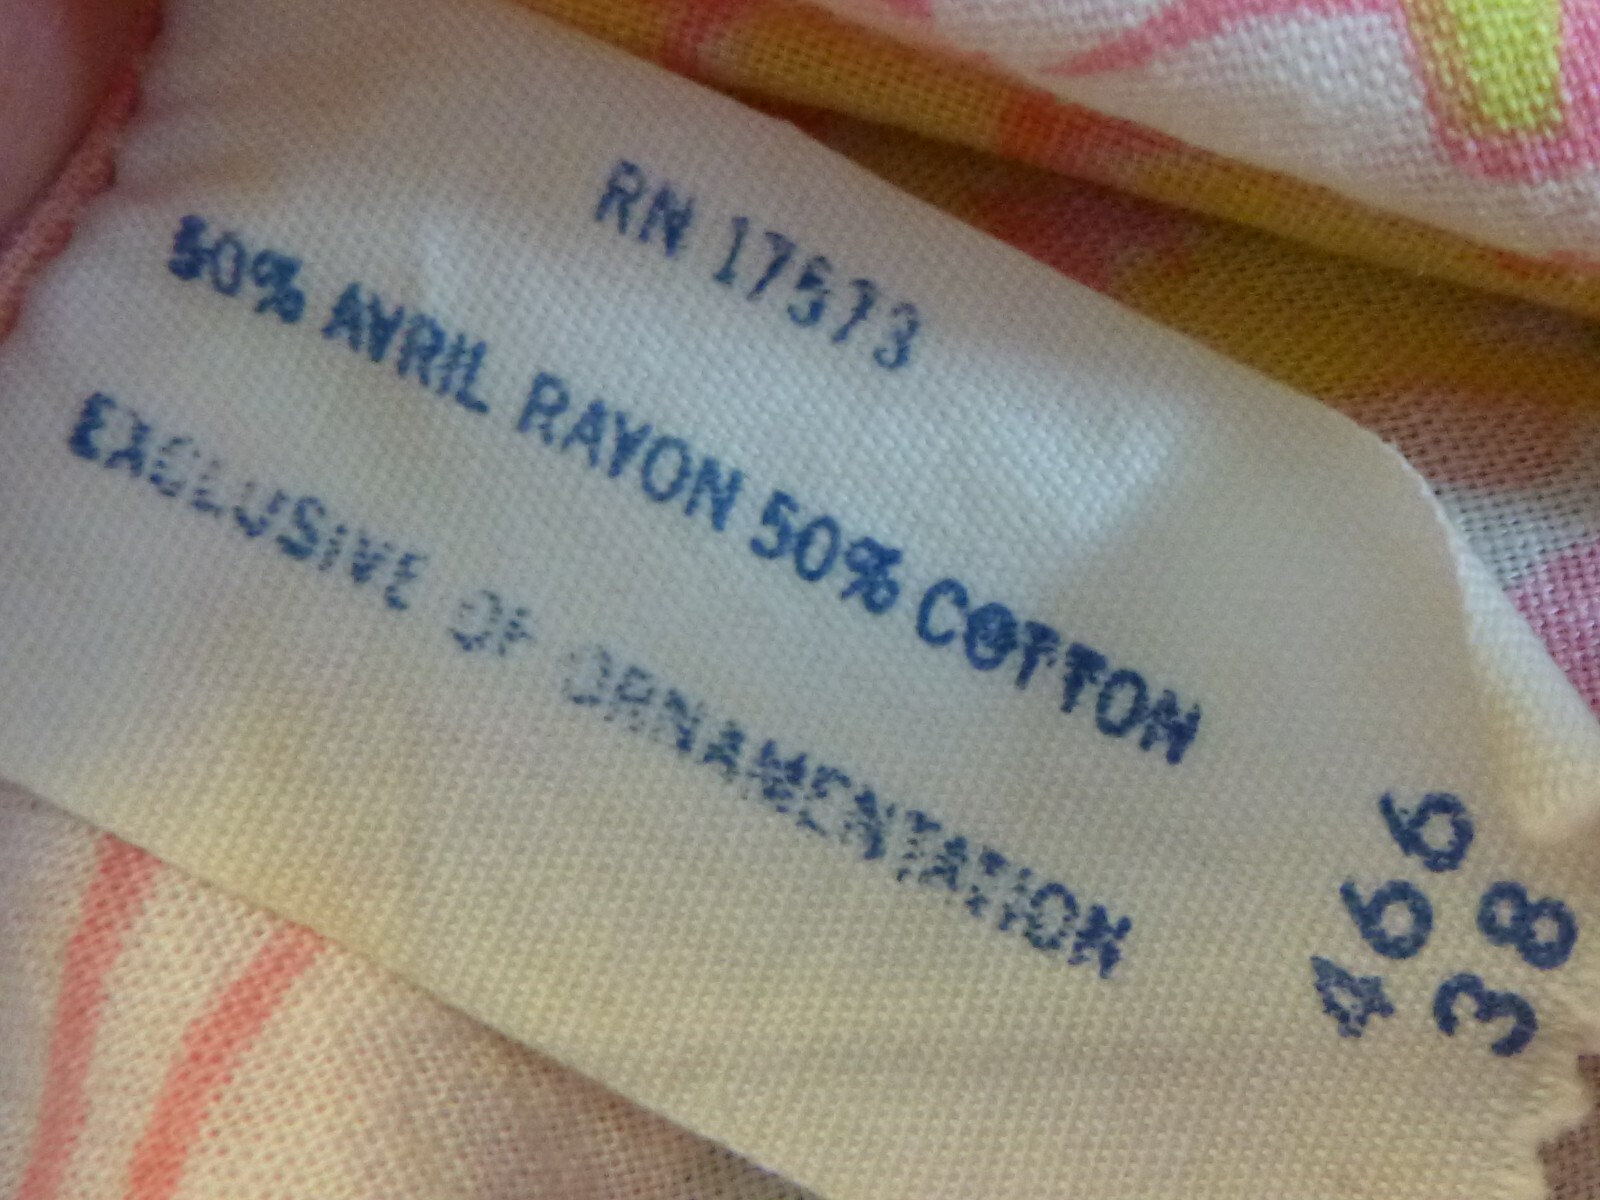 RN 17573
50% AVRIL RAYON 50% COTTON
EXCLUSIVE OF ORNAMENTATION
466
38